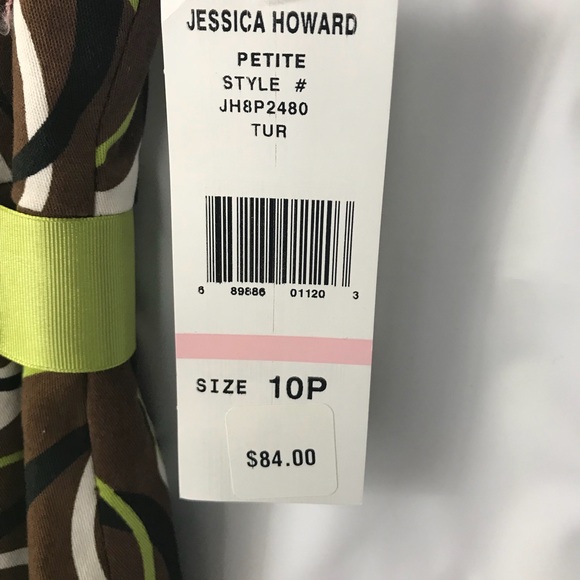 JESSICA HOWARD
PETITE
STYLE #
JH8P2480
TUR
6 89886 01120 3
SIZE 10P
$84.00